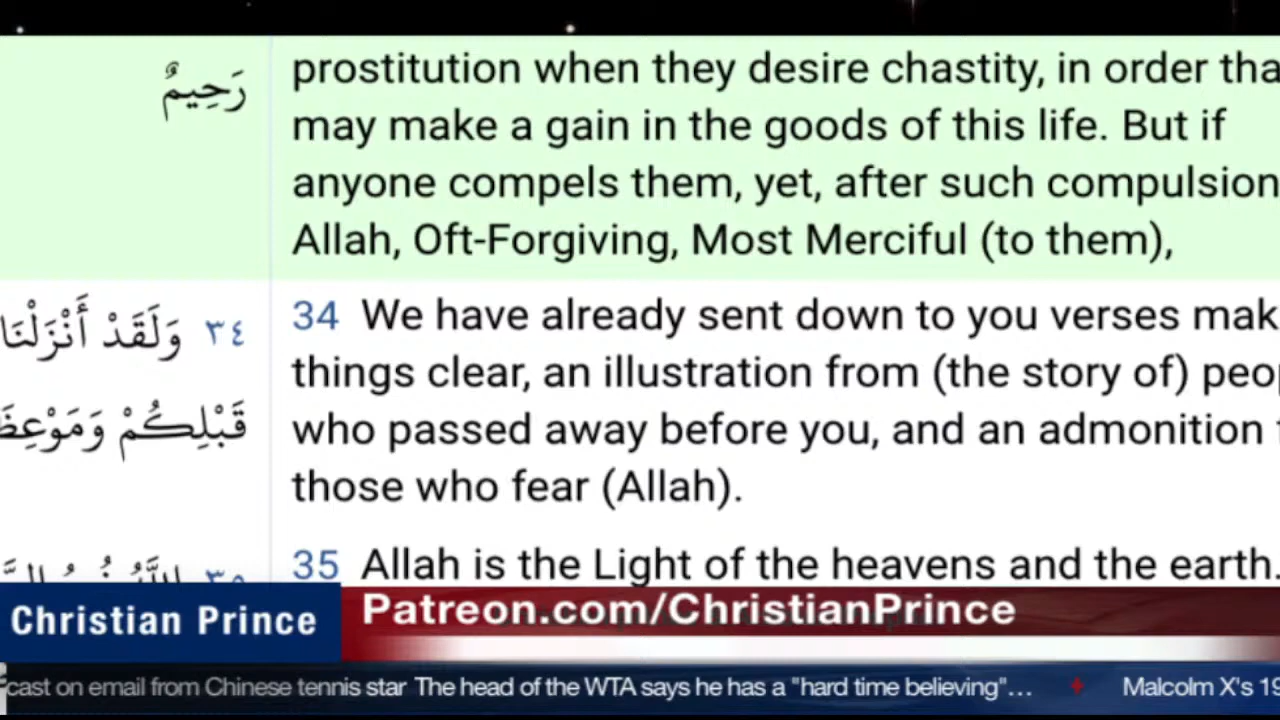 prostitution when they desire chastity, in order tha
رَحِيمٌ
may make a gain in the goods of this life. But if
anyone compels them, yet, after such compulsion
Allah, Oft-Forgiving, Most Merciful (to them),
٣٤ وَلَقَدْ أَنْزَلْنَا
34 We have already sent down to you verses mak
things clear, an illustration from (the story of) peop
قَبْلِكُمْ وَمَوْعِظَ
who passed away before you, and an admonition
those who fear (Allah).
35 Allah is the Light of the heavens and the earth.
Christian Prince
Patreon.com/ChristianPrince
cast on email from Chinese tennis star The head of the WTA says he has a "hard time believing"... Malcolm X's 19